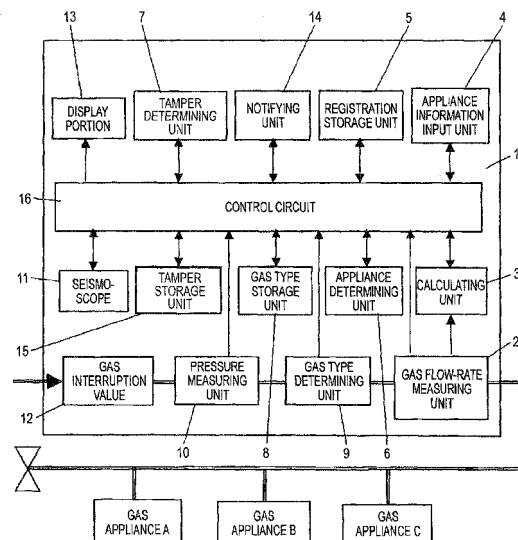 13
7
14
5
4
DISPLAY
PORTION
TAMPER
DETERMINING
UNIT
NOTIFYING
UNIT
REGISTRATION
STORAGE UNIT
APPLIANCE
INFORMATION
INPUT UNIT
1
16
CONTROL CIRCUIT
11
SEISMO-
SCOPE
TAMPER
STORAGE
UNIT
GAS TYPE
STORAGE
UNIT
APPLIANCE
DETERMINING
UNIT
CALCULATING
UNIT
3
15
2
GAS
INTERRUPTION
VALUE
PRESSURE
MEASURING
UNIT
GAS TYPE
DETERMINING
UNIT
GAS FLOW-RATE
MEASURING
UNIT
12
10
8
9
6
GAS
APPLIANCE A
GAS
APPLIANCE B
GAS
APPLIANCE C